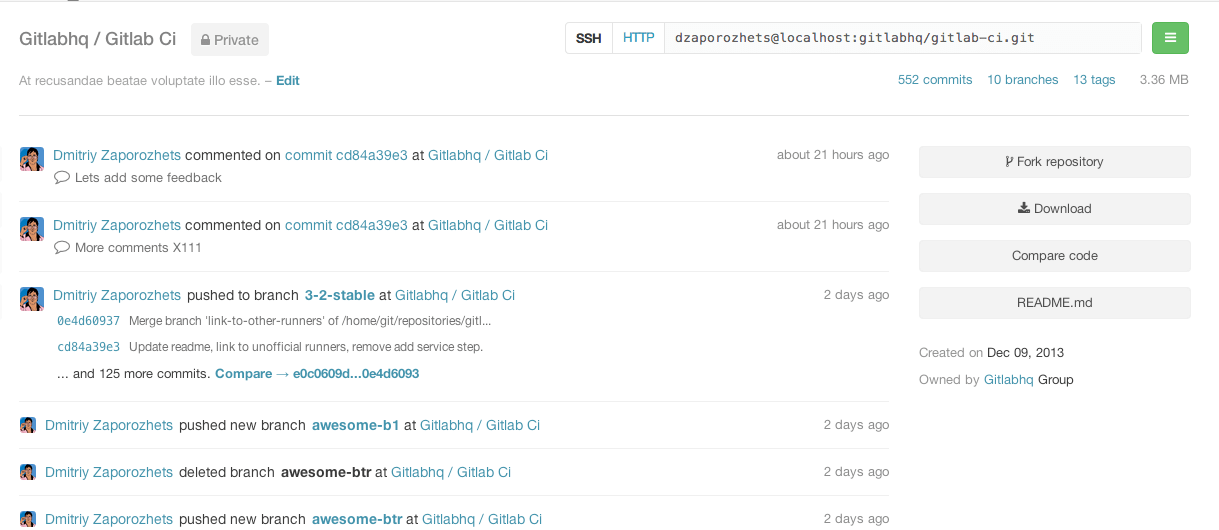 Gitlabhq / Gitlab Ci Private SSH HTTP dzaporozhets@localhost:gitlabhq/gitlab-ci.git
At recusandae beatae voluptate illo esse. – Edit 552 commits 10 branches 13 tags 3.36 MB
Dmitriy Zaporozhets commented on commit cd84a39e3 at Gitlabhq / Gitlab Ci about 21 hours ago
Lets add some feedback
Dmitriy Zaporozhets commented on commit cd84a39e3 at Gitlabhq / Gitlab Ci about 21 hours ago
More comments X111
Dmitriy Zaporozhets pushed to branch 3-2-stable at Gitlabhq / Gitlab Ci 2 days ago
0e4d60937 Merge branch 'link-to-other-runners' of /home/git/repositories/gitl...
cd84a39e3 Update readme, link to unofficial runners, remove add service step.
... and 125 more commits. Compare → e0c0609d...0e4d6093
Dmitriy Zaporozhets pushed new branch awesome-b1 at Gitlabhq / Gitlab Ci 2 days ago
Dmitriy Zaporozhets deleted branch awesome-btr at Gitlabhq / Gitlab Ci 2 days ago
Dmitriy Zaporozhets pushed new branch awesome-btr at Gitlabhq / Gitlab Ci 2 days ago
Fork repository
Download
Compare code
README.md
Created on Dec 09, 2013
Owned by Gitlabhq Group